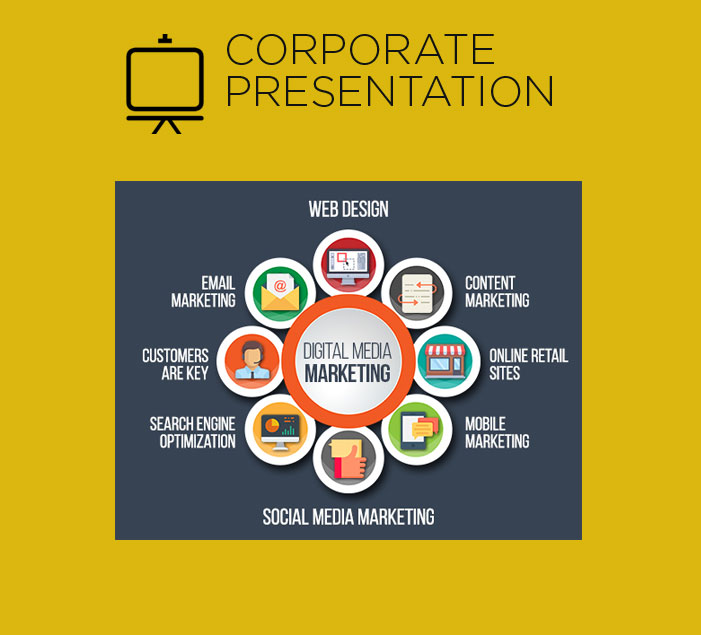 CORPORATE
PRESENTATION
WEB DESIGN
EMAIL
MARKETING
CONTENT
MARKETING
@
CUSTOMERS
ARE KEY
DIGITAL MEDIA
MARKETING
ONLINE RETAIL
SITES
SEARCH ENGINE
OPTIMIZATION
MOBILE
MARKETING
SOCIAL MEDIA MARKETING